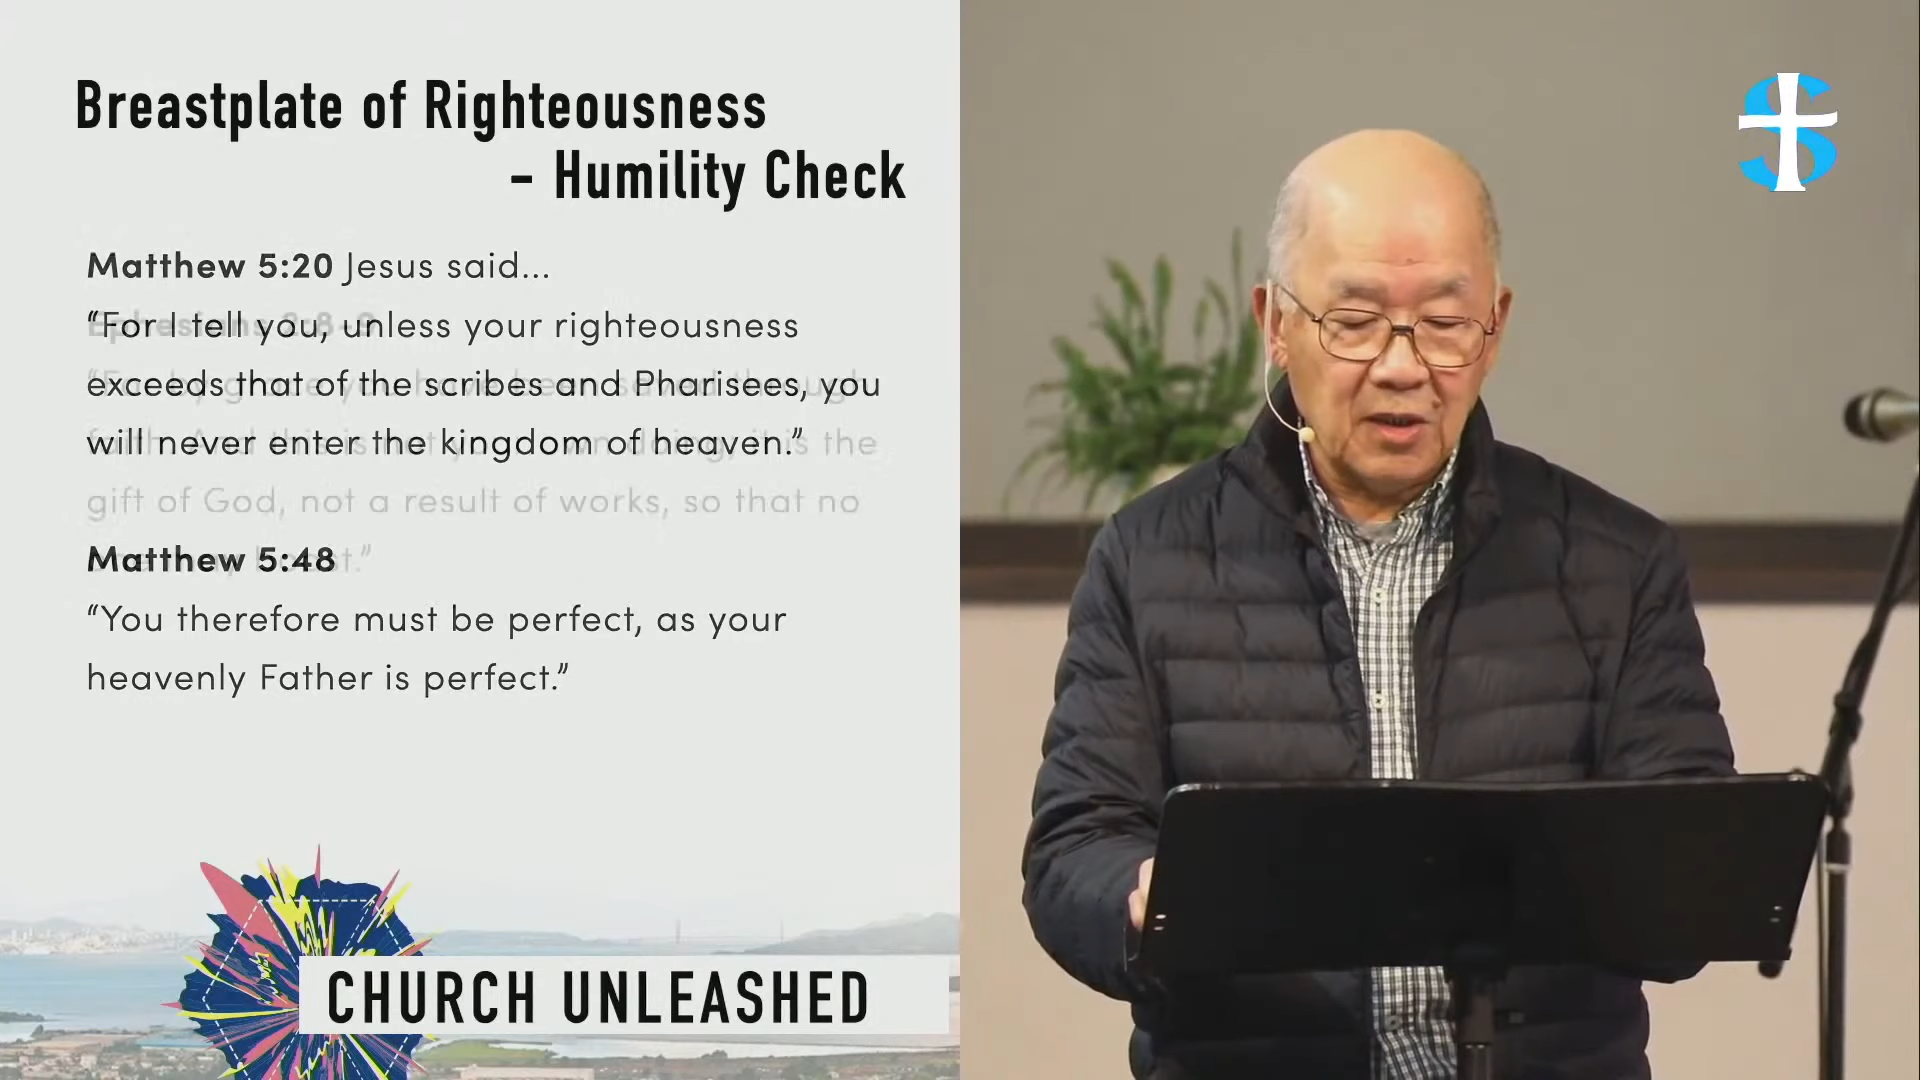 Breastplate of Righteousness
- Humility Check
Matthew 5:20 Jesus said...
“For I tell you, unless your righteousness
exceeds that of the scribes and Pharisees, you
will never enter the kingdom of heaven.”
gift of God, not a result of works, so that no
Matthew 5:48
“You therefore must be perfect, as your
heavenly Father is perfect.”
CHURCH UNLEASHED